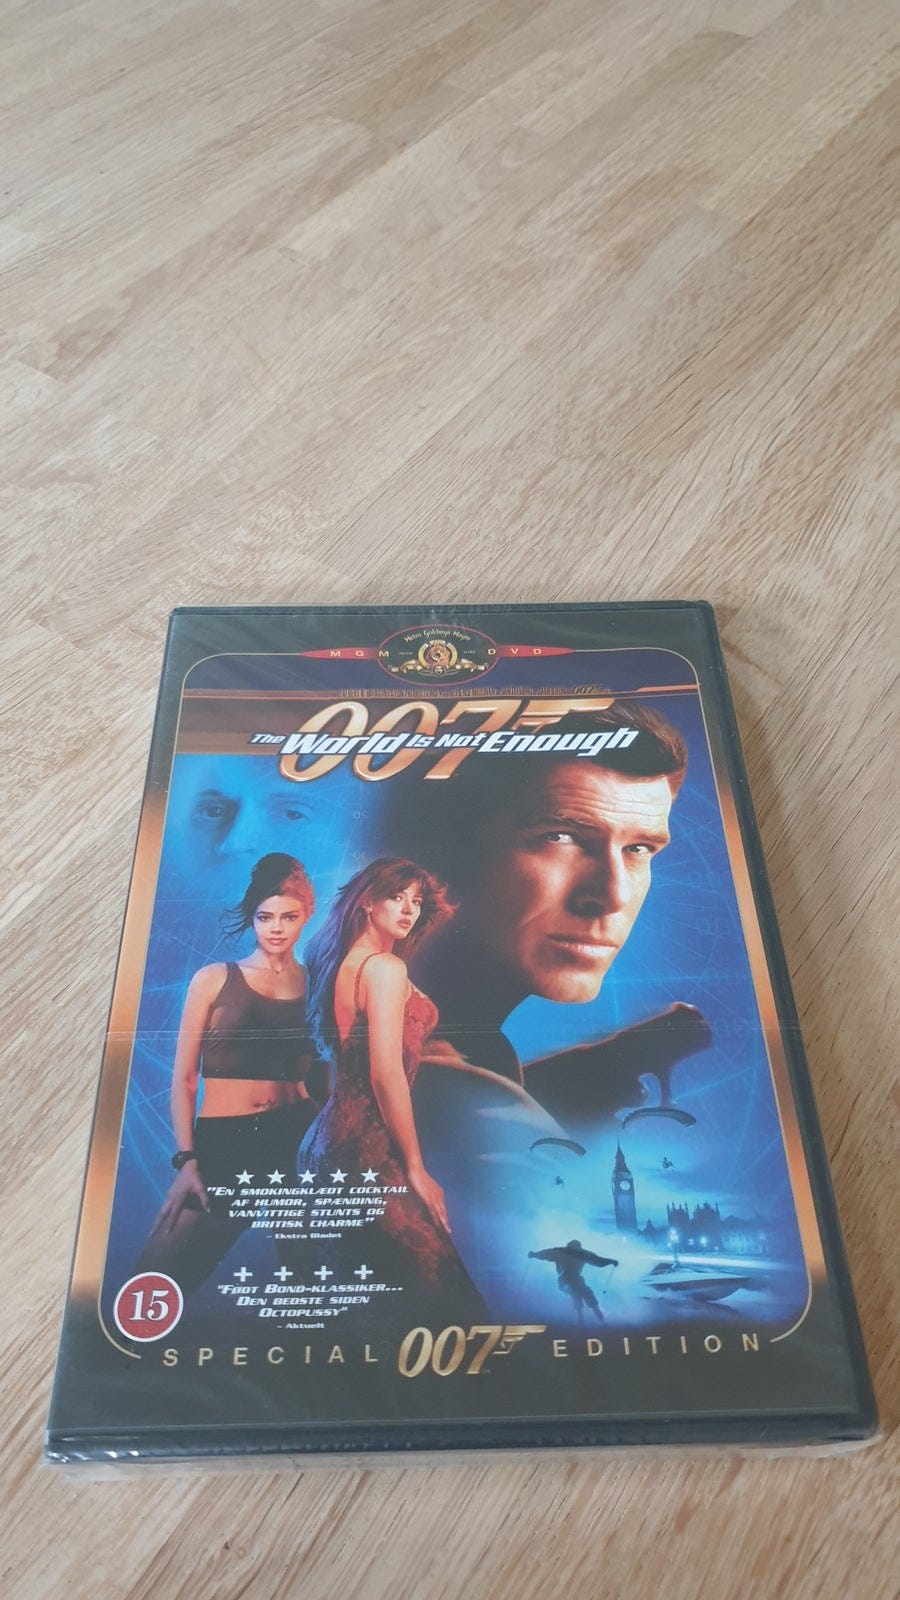 Metro Goldwyn Mayer
MGM DVD
007
The World Is Not Enough
"EN SMOKINGKLÆDT COCKTAIL
AF HUMOR, SPÆNDING,
VANVITTIGE STUNTS OG
BRITISK CHARME"
- Ekstra Bladet
"FØDT BOND-KLASSIKER...
DEN BEDSTE SIDEN
OCTOPUSSY"
- Aktuelt
15
SPECIAL 007 EDITION